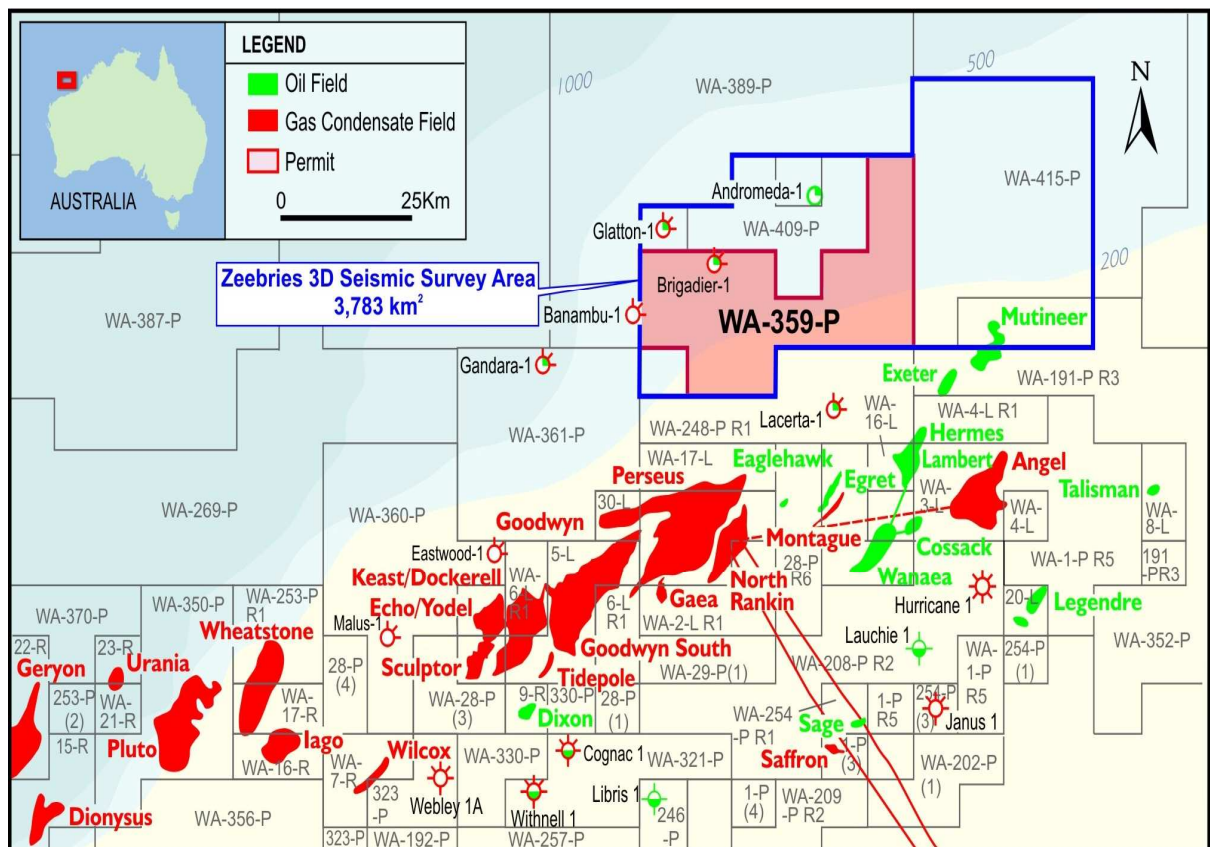 LEGEND
Oil Field
Gas Condensate Field
Permit
0 25Km
AUSTRALIA
1000
500
200
N
WA-389-P
WA-415-P
Andromeda-1
Glatton-1
WA-409-P
Zeebries 3D Seismic Survey Area
3,783 km²
Brigadier-1
Banambu-1
WA-359-P
WA-387-P
Mutineer
Gandara-1
Exeter
WA-191-P R3
Lacerta-1
WA-
16-L
WA-4-L R1
WA-361-P
WA-248-P R1
Hermes
WA-17-L
Eaglehawk
Lambert
Angel
Perseus
Egret
Talisman
WA-269-P
WA-360-P
30-L
WA-
3-L
WA-
4-L
WA-
8-L
Goodwyn
Montague
Cossack
Eastwood-1
5-L
28-P
R6
WA-1-P R5
191
-PR3
Keast/Dockerell
WA-
6-L
R1
North
Rankin
Wanaea
WA-370-P
WA-350-P
WA-253-P
R1
Echo/Yodel
6-L
R1
Gaea
Hurricane 1
20-L
Legendre
Malus-1
WA-2-L R1
Wheatstone
Lauchie 1
WA-352-P
22-R
23-R
Goodwyn South
WA-208-P R2
WA-
1-P
R5
254-P
(1)
Geryon
Urania
28-P
(4)
Sculptor
Tidepole
WA-29-P(1)
253-P
(2)
WA-
21-R
WA-
17-R
WA-28-P
(3)
9-R
330-P
28-P
(1)
WA-254
-P R1
1-P
R5
254-P
(3)
Janus 1
Dixon
Sage
15-R
Pluto
Iago
Wilcox
WA-330-P
Cognac 1
WA-321-P
Saffron
1-P
(3)
WA-202-P
(1)
WA-16-R
WA-
7-R
Webley 1A
Withnell 1
Libris 1
Dionysus
WA-356-P
323
-P
246
-P
1-P
(4)
WA-209
-P R2
323-P
WA-192-P
WA-257-P